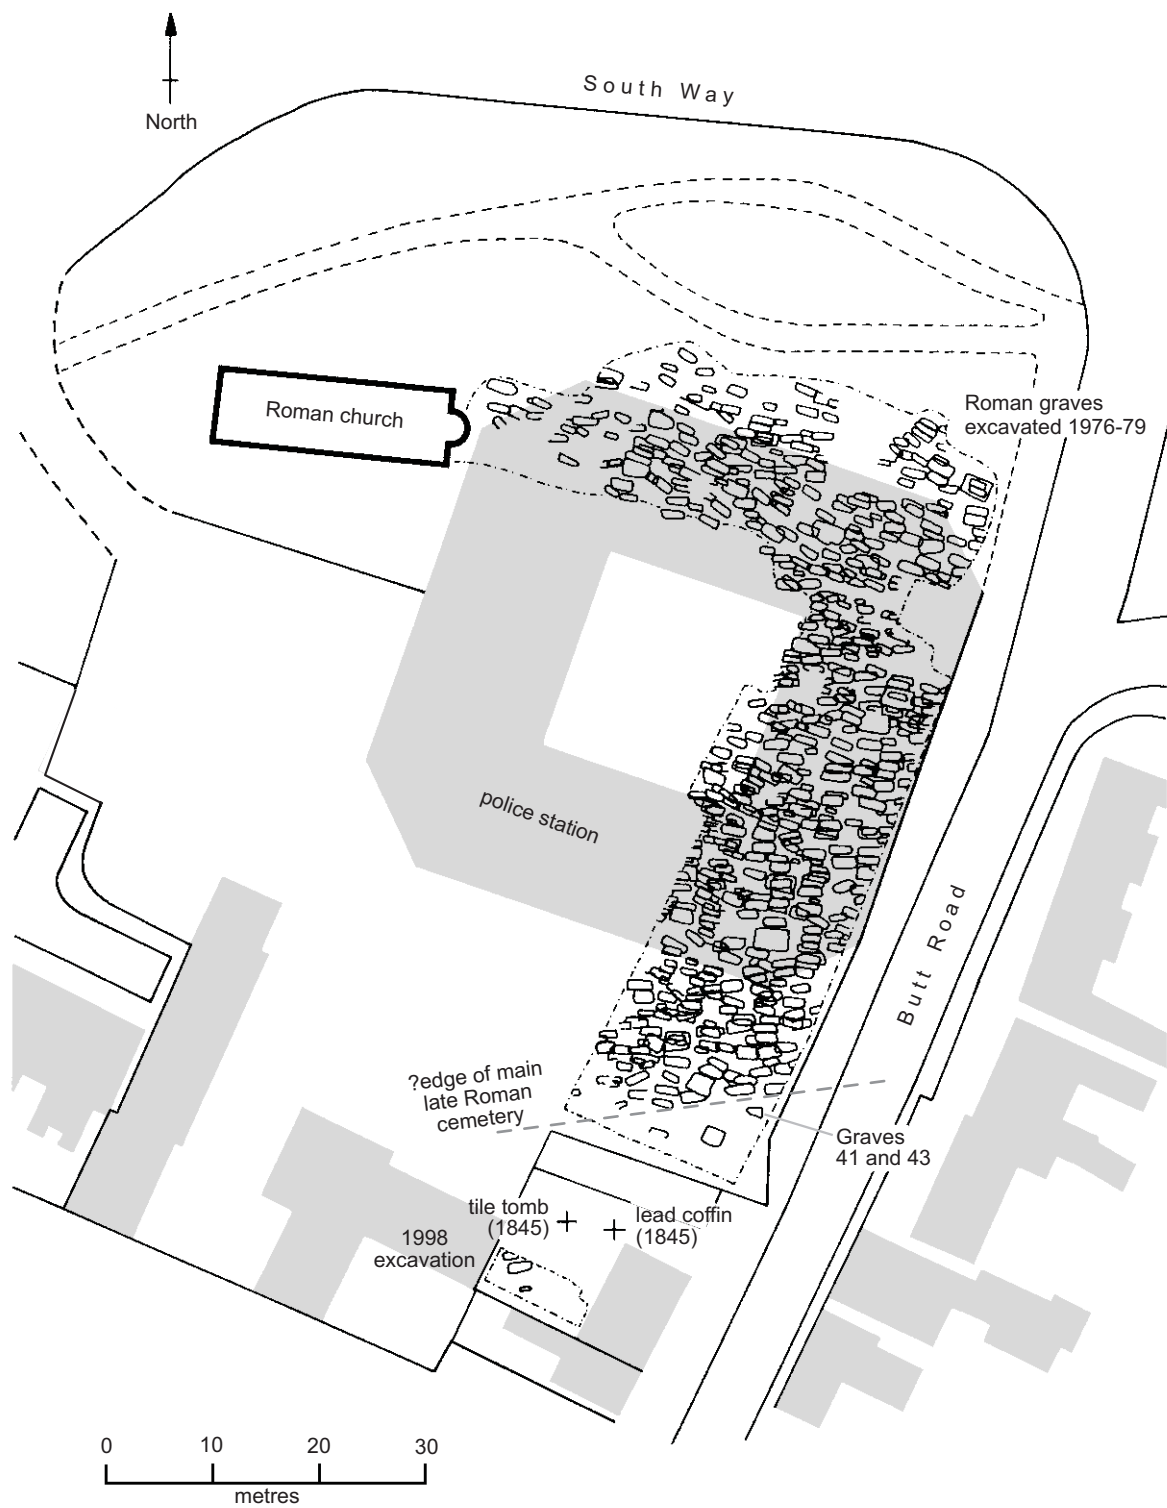 South Way
North
Roman church
Roman graves
excavated 1976-79
police station
Butt Road
?edge of main
late Roman
cemetery
Graves
41 and 43
tile tomb
(1845)
lead coffin
(1845)
1998
excavation
0 10 20 30
metres